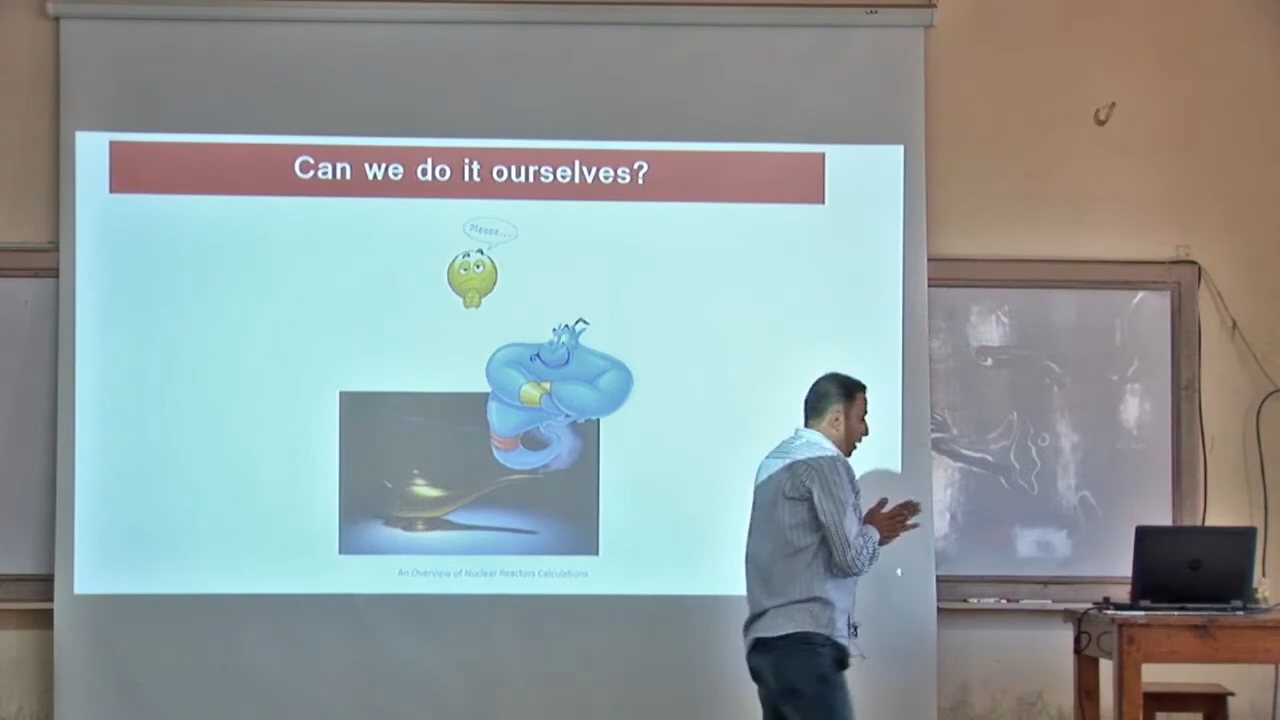 Can we do it ourselves?
Please...
An Overview of Nuclear Reactors Calculations